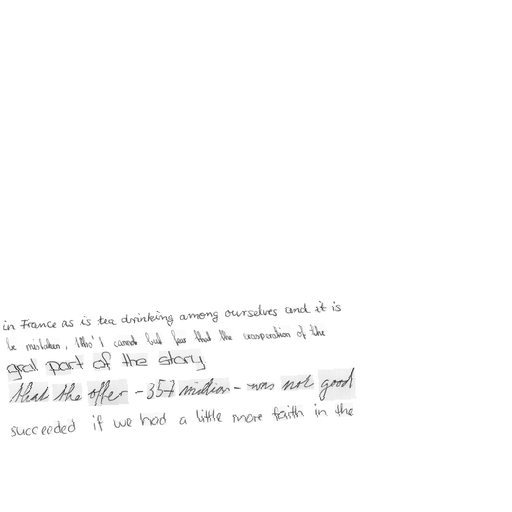 in France as is tea drinking among ourselves and it is
be mistaken, tho' I cannot but fear that the exasperation of the
gral part of the story
that the offer - 357 million - was not good
succeeded if we had a little more faith in the